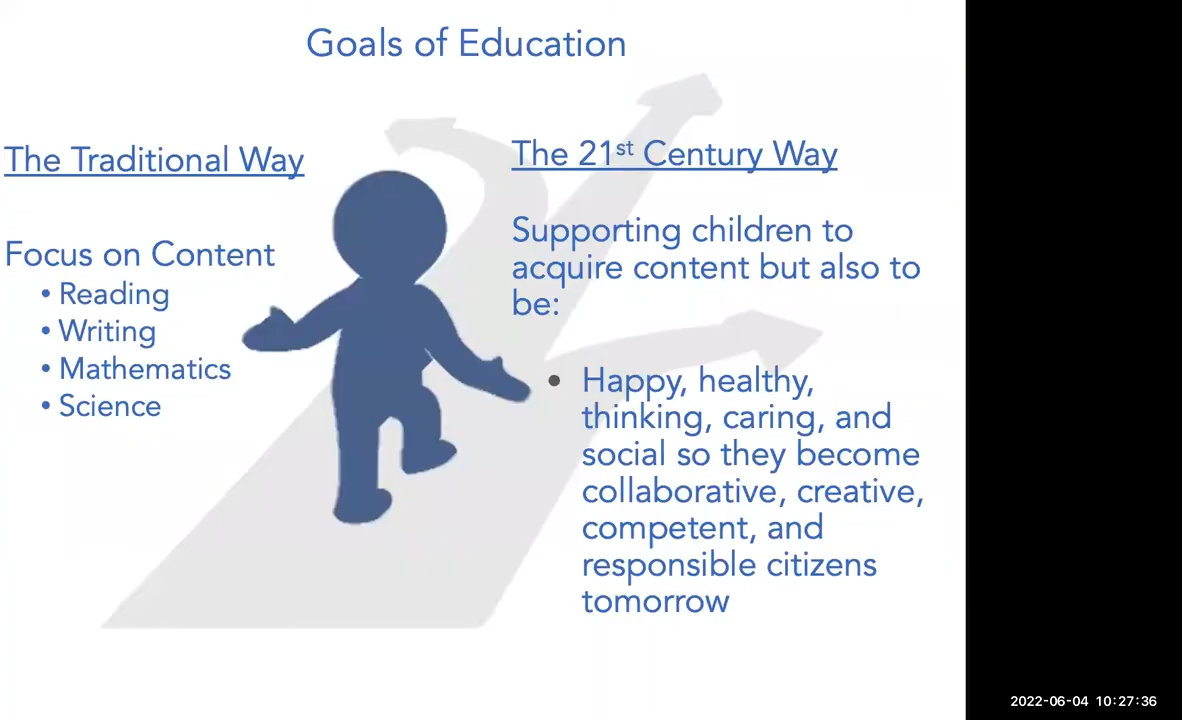 Goals of Education
The Traditional Way
Focus on Content
• Reading
• Writing
• Mathematics
• Science
The 21st Century Way
Supporting children to
acquire content but also to
be:
• Happy, healthy,
thinking, caring, and
social so they become
collaborative, creative,
competent, and
responsible citizens
tomorrow
2022-06-04 10:27:36